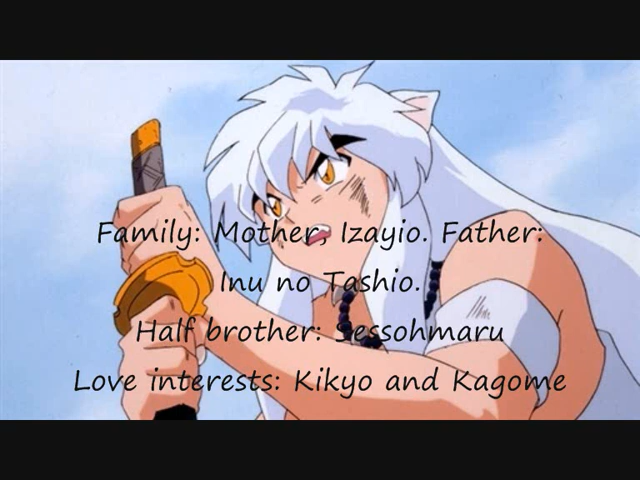 Family: Mother, Izayio. Father:
Inu no Tashio.
Half brother: Sessohmaru
Love interests: Kikyo and Kagome